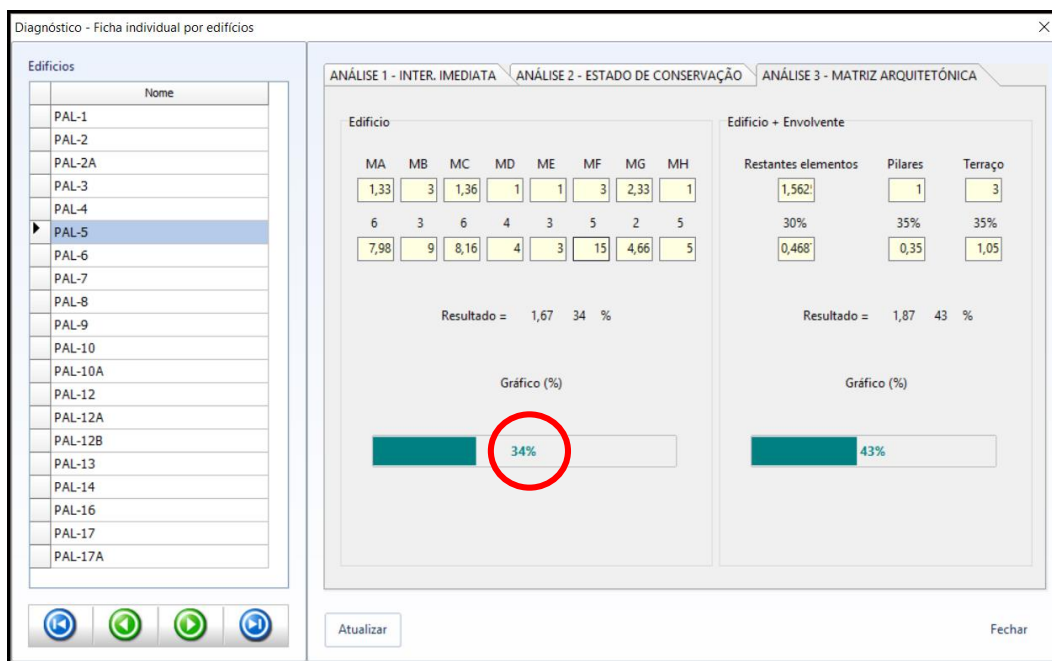 Diagnóstico - Ficha individual por edifícios
Edificios
Nome
PAL-1
PAL-2
PAL-2A
PAL-3
PAL-4
PAL-5
PAL-6
PAL-7
PAL-8
PAL-9
PAL-10
PAL-10A
PAL-12
PAL-12A
PAL-12B
PAL-13
PAL-14
PAL-16
PAL-17
PAL-17A
ANÁLISE 1 - INTER. IMEDIATA ANÁLISE 2 - ESTADO DE CONSERVAÇÃO ANÁLISE 3 - MATRIZ ARQUITETÓNICA
Edificio
MA MB MC MD ME MF MG MH
1,33 3 1,36 1 1 3 2,33 1
6 3 6 4 3 5 2 5
7,98 9 8,16 4 3 15 4,66 5
Resultado = 1,67 34 %
Gráfico (%)
34%
Edificio + Envolvente
Restantes elementos Pilares Terraço
1,562 1 3
30% 35% 35%
0,468 0,35 1,05
Resultado = 1,87 43 %
Gráfico (%)
43%
Atualizar
Fechar